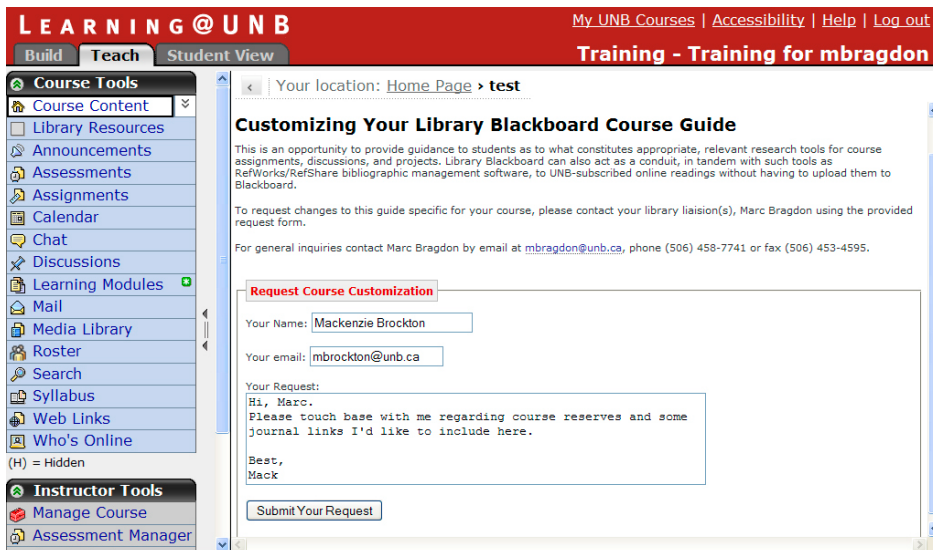 LEARNING@UNB
My UNB Courses | Accessibility | Help | Log out
Build Teach Student View
Training - Training for mbragdon
Course Tools
Course Content
Library Resources
Announcements
Assessments
Assignments
Calendar
Chat
Discussions
Learning Modules
Mail
Media Library
Roster
Search
Syllabus
Web Links
Who's Online
(H) = Hidden
Instructor Tools
Manage Course
Assessment Manager
Your location: Home Page › test
Customizing Your Library Blackboard Course Guide
This is an opportunity to provide guidance to students as to what constitutes appropriate, relevant research tools for course
assignments, discussions, and projects. Library Blackboard can also act as a conduit, in tandem with such tools as
RefWorks/RefShare bibliographic management software, to UNB-subscribed online readings without having to upload them to
Blackboard.
To request changes to this guide specific for your course, please contact your library liaision(s), Marc Bragdon using the provided
request form.
For general inquiries contact Marc Bragdon by email at mbragdon@unb.ca, phone (506) 458-7741 or fax (506) 453-4595.
Request Course Customization
Your Name: Mackenzie Brockton
Your email: mbrockton@unb.ca
Your Request:
Hi, Marc.
Please touch base with me regarding course reserves and some
journal links I'd like to include here.
Best,
Mack
Submit Your Request